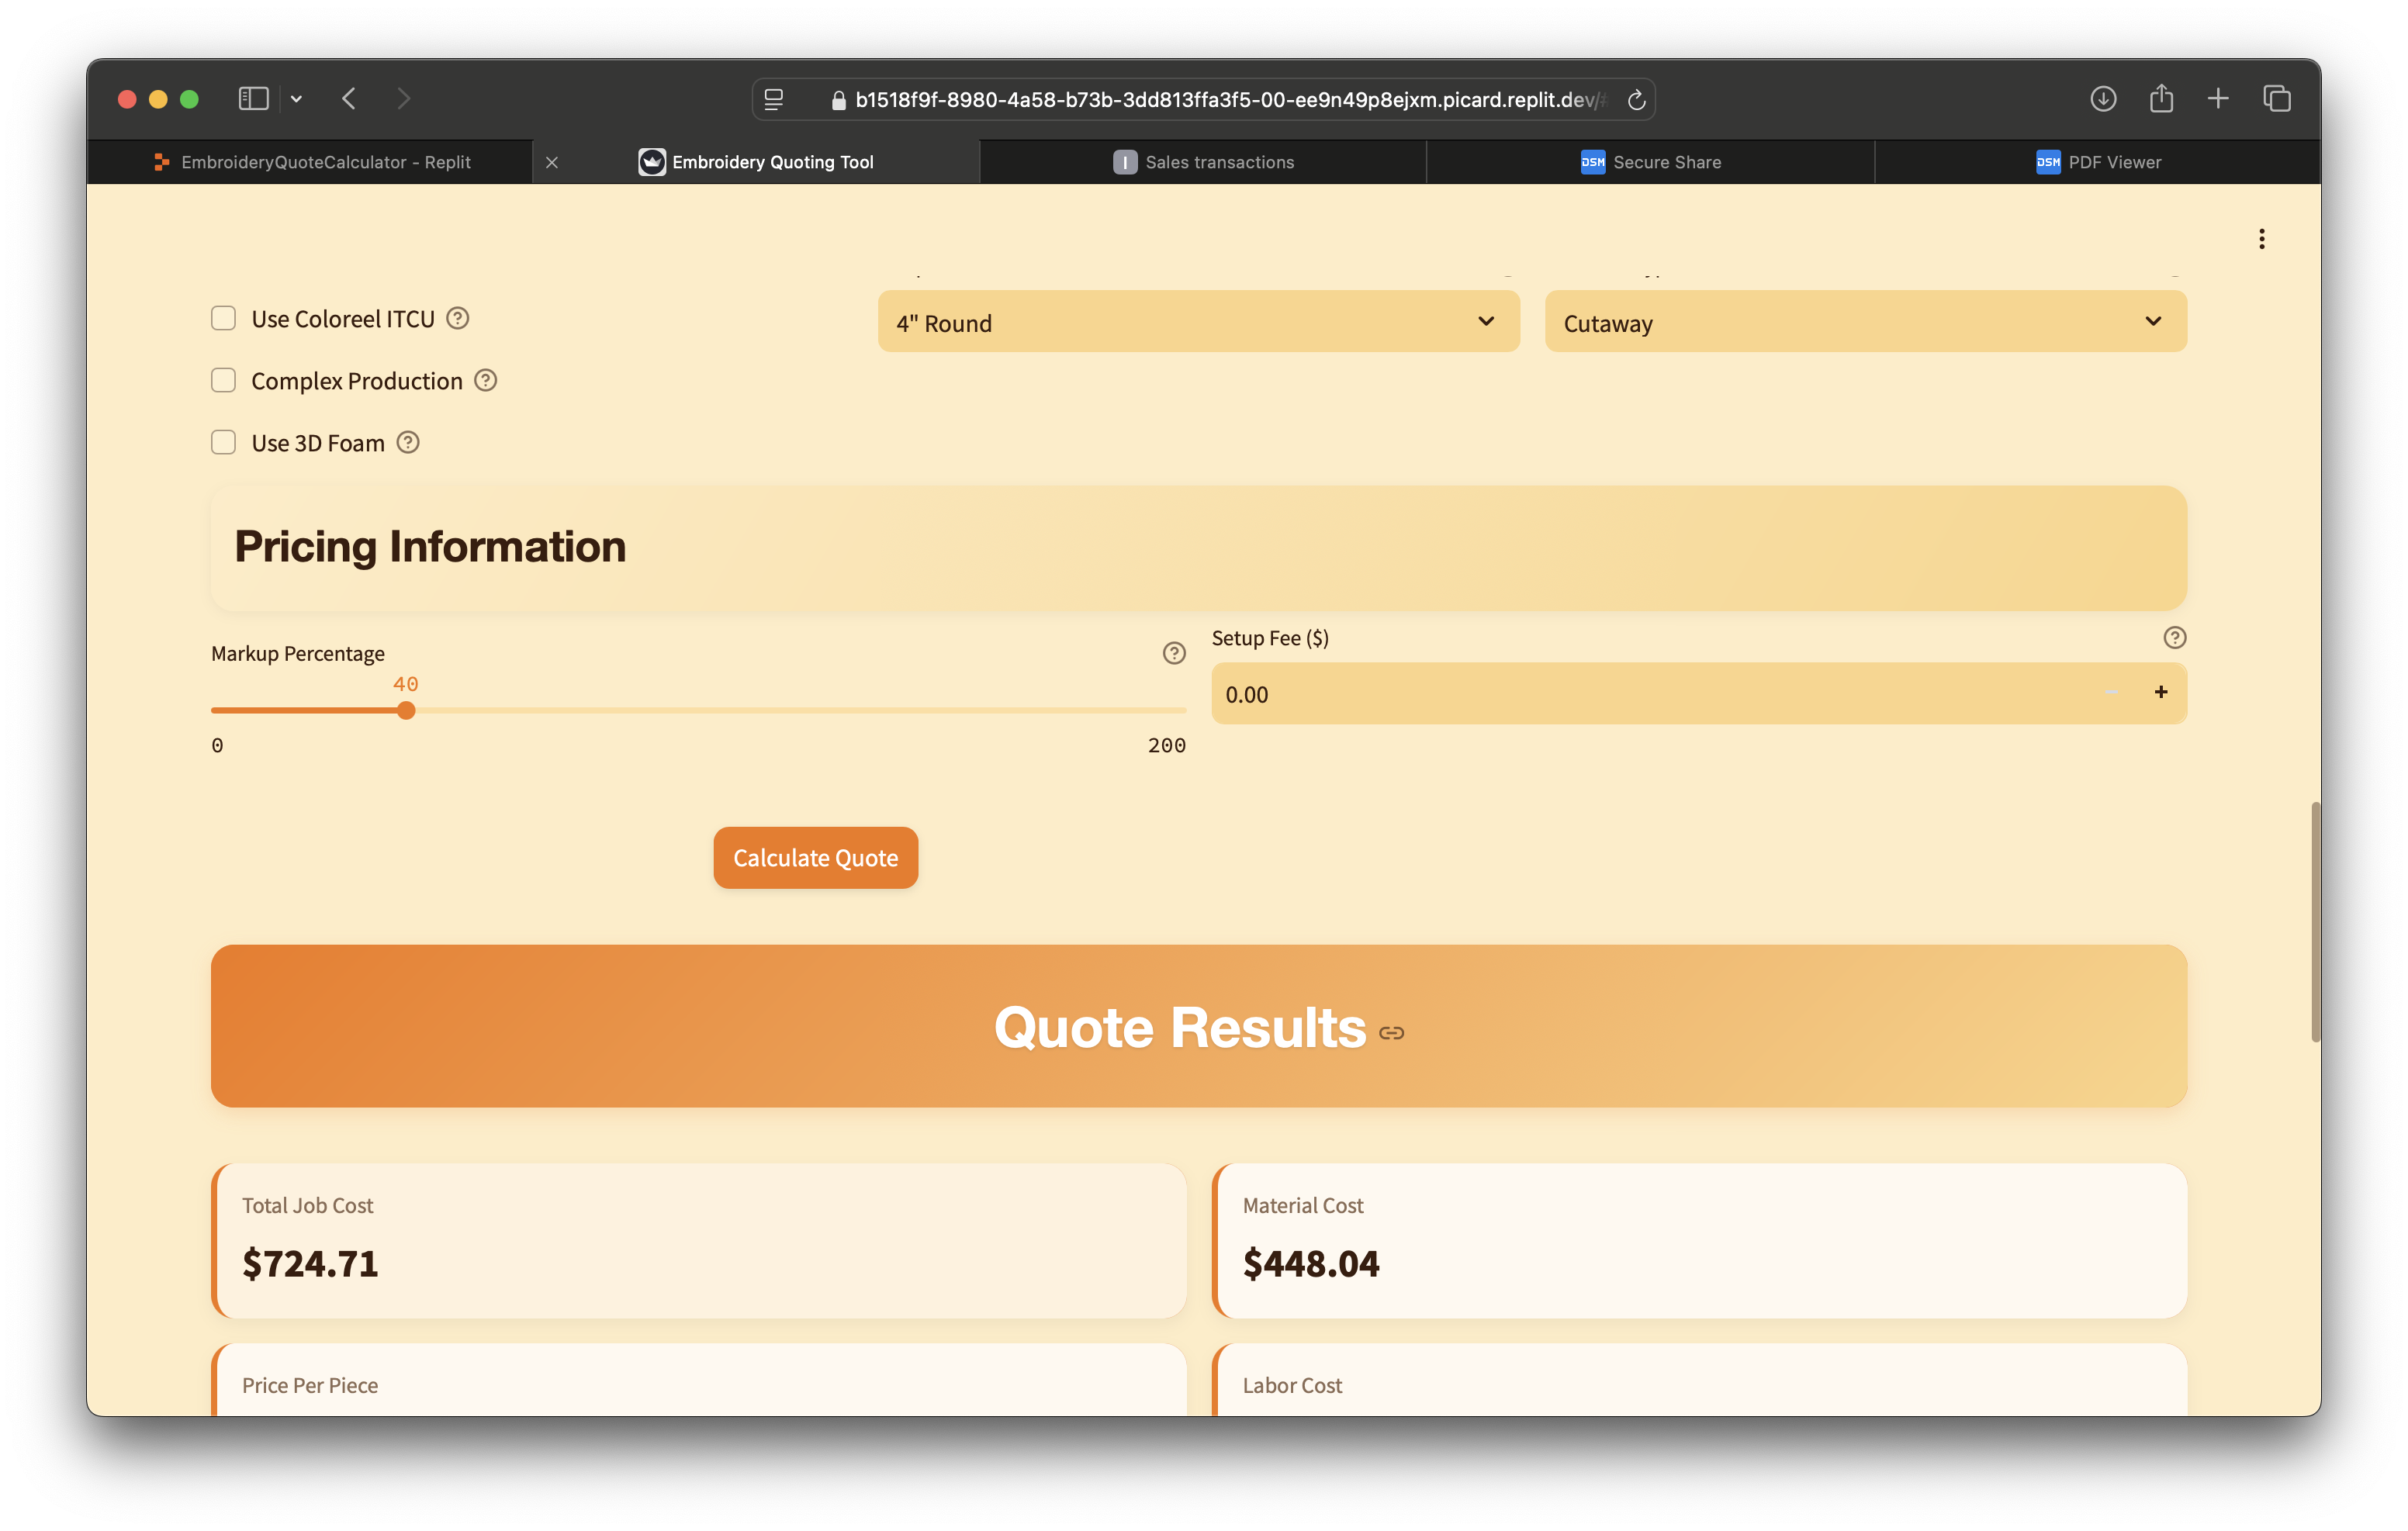 b1518f9f-8980-4a58-b73b-3dd813ffa3f5-00-ee9n49p8ejxm.picard.replit.dev/
EmbroideryQuoteCalculator - Replit
Embroidery Quoting Tool
I Sales transactions
DSM Secure Share
DSM PDF Viewer
Use Coloreel ITCU
4" Round
Cutaway
Complex Production
Use 3D Foam
Pricing Information
Markup Percentage
Setup Fee ($)
40
0.00
0
200
Calculate Quote
Quote Results
Total Job Cost
Material Cost
$724.71
$448.04
Price Per Piece
Labor Cost